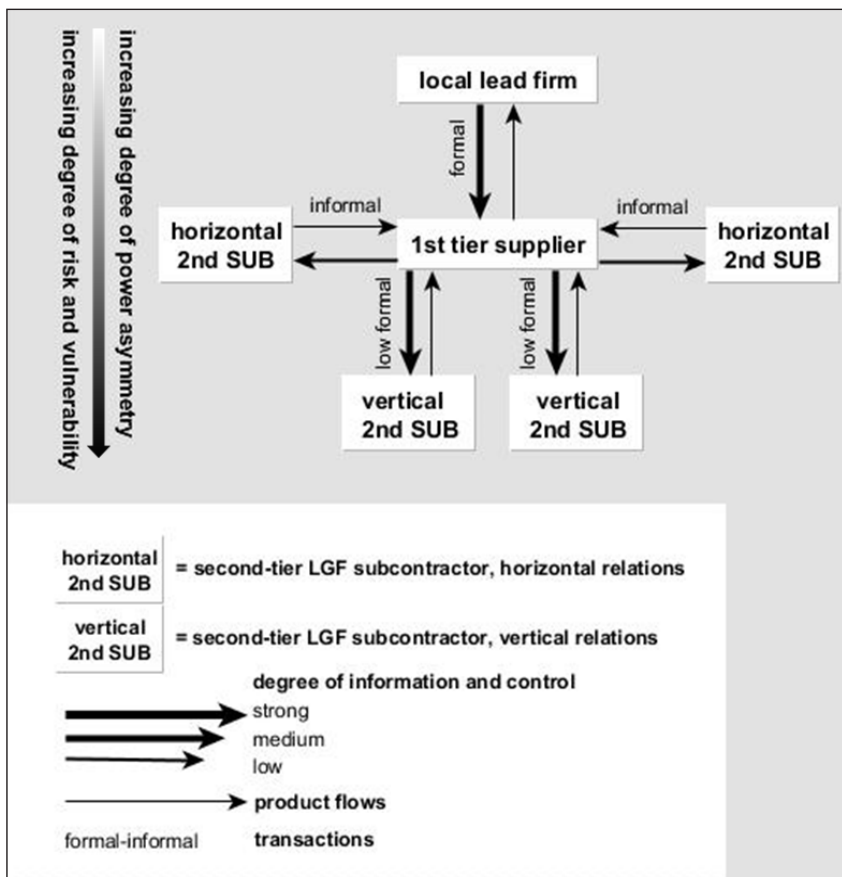 increasing degree of power asymmetry
increasing degree of risk and vulnerability
local lead firm
formal
informal
informal
horizontal
2nd SUB
1st tier supplier
horizontal
2nd SUB
low formal
low formal
vertical
2nd SUB
vertical
2nd SUB
horizontal
2nd SUB
= second-tier LGF subcontractor, horizontal relations
vertical
2nd SUB
= second-tier LGF subcontractor, vertical relations
degree of information and control
strong
medium
low
product flows
formal-informal
transactions